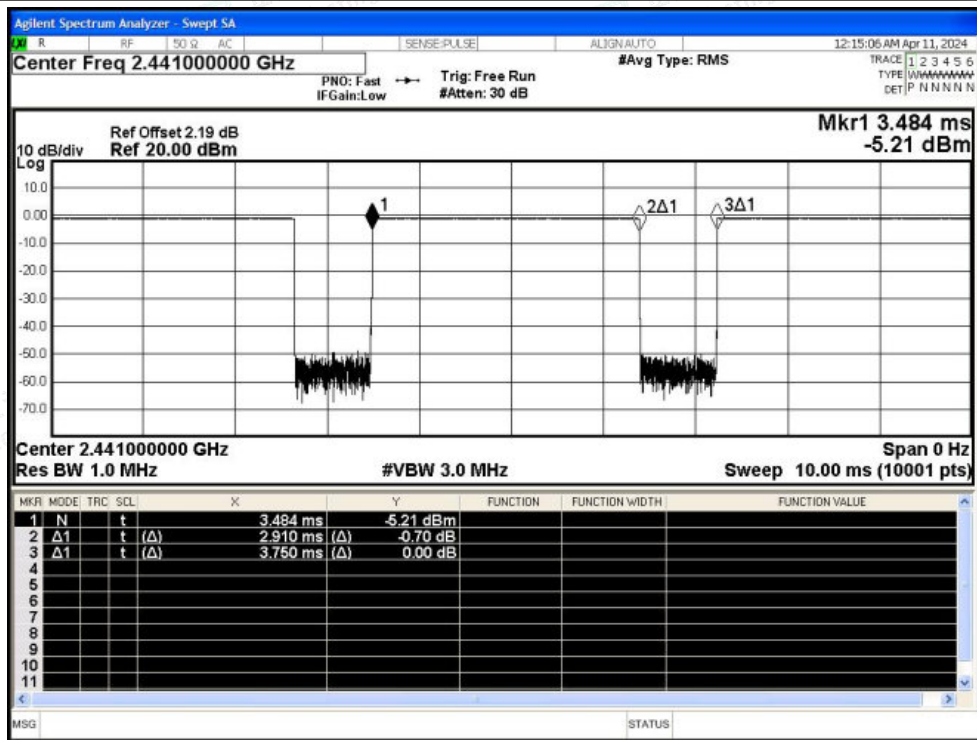 Agilent Spectrum Analyzer - Swept SA
LXI R RF 50 Ω AC SENSE:PULSE ALIGNAUTO 12:15:06 AM Apr 11, 2024
Center Freq 2.441000000 GHz
PNO: Fast
IFGain:Low
Trig: Free Run
#Atten: 30 dB
#Avg Type: RMS
TRACE 1 2 3 4 5 6
TYPE
DET P N N N N N
Mkr1 3.484 ms
-5.21 dBm
Ref Offset 2.19 dB
10 dB/div Ref 20.00 dBm
Log
10.0
0.00
-10.0
-20.0
-30.0
-40.0
-50.0
-60.0
-70.0
1
2Δ1
3Δ1
Center 2.441000000 GHz Span 0 Hz
Res BW 1.0 MHz #VBW 3.0 MHz Sweep 10.00 ms (10001 pts)
MKR MODE TRC SCL X Y FUNCTION FUNCTION WIDTH FUNCTION VALUE
1 N t 3.484 ms -5.21 dBm
2 Δ1 t (Δ) 2.910 ms (Δ) -0.70 dB
3 Δ1 t (Δ) 3.750 ms (Δ) 0.00 dB
4
5
6
7
8
9
10
11
MSG STATUS